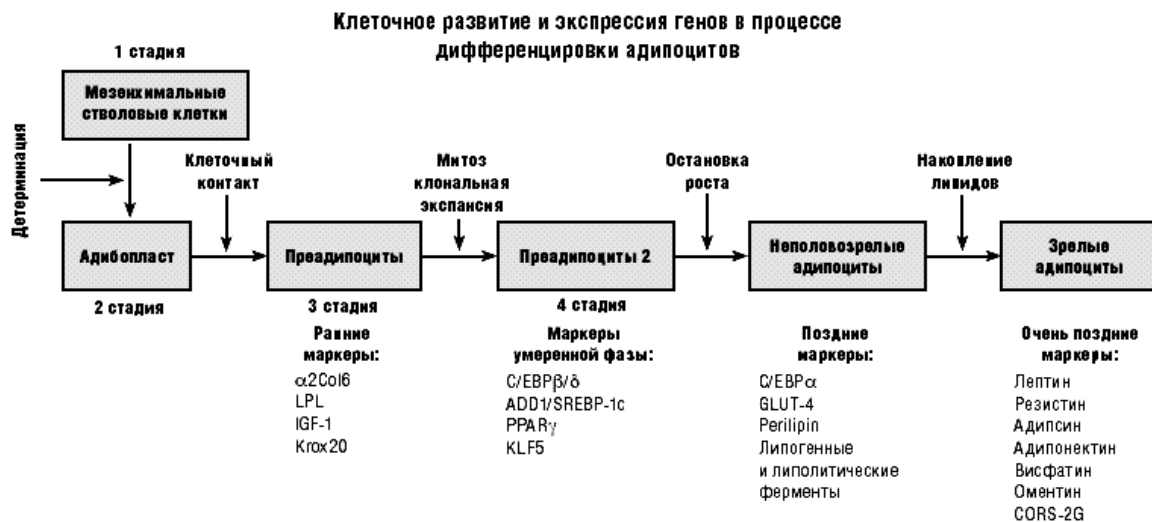 Клеточное развитие и экспрессия генов в процессе
дифференцировки адипоцитов
1 стадия
Мезенхимальные
стволовые клетки
Детерминация
Клеточный
контакт
Митоз
клональная
экспансия
Остановка
роста
Накопление
липидов
Адибопласт
Преадипоциты
Преадипоциты 2
Неполовозрелые
адипоциты
Зрелые
адипоциты
2 стадия
3 стадия
4 стадия
Ранние
маркеры:
α2Col6
LPL
IGF-1
Krox20
Маркеры
умеренной фазы:
C/EBPβ/δ
ADD1/SREBP-1c
PPARγ
KLF5
Поздние
маркеры:
C/EBPα
GLUT-4
Perilipin
Липогенные
и липолитические
ферменты
Очень поздние
маркеры:
Лептин
Резистин
Адипсин
Адипонектин
Висфатин
Оментин
CORS-2G